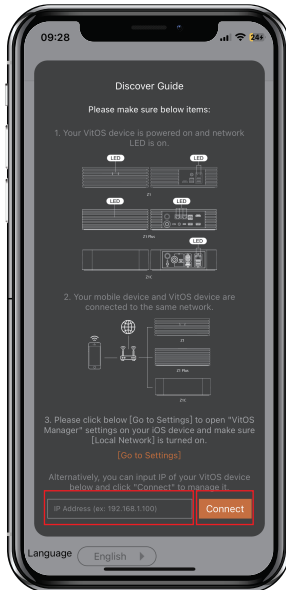 09:28
24
Discover Guide
Please make sure below items:
1. Your VitOS device is powered on and network
LED is on.
LED
LED
Z1
LED
LED
Z1 Plus
LED
Z1C
2. Your mobile device and VitOS device are
connected to the same network.
Z1
Z1 Plus
Z1C
3. Please click below [Go to Settings] to open "VitOS
Manager" settings on your iOS device and make sure
[Local Network] is turned on.
[Go to Settings]
Alternatively, you can input IP of your VitOS device
below and click "Connect" to manage it.
IP Address (ex: 192.168.1.100)
Connect
Language
English